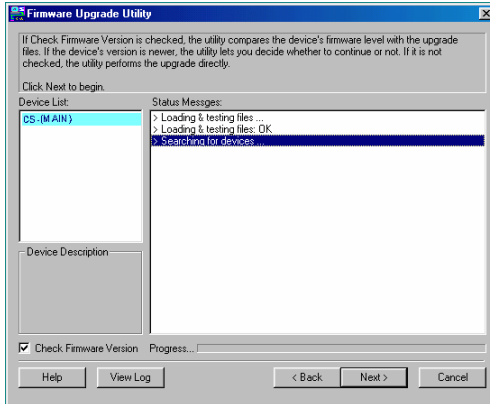 Firmware Upgrade Utility
If Check Firmware Version is checked, the utility compares the device's firmware level with the upgrade
files. If the device's version is newer, the utility lets you decide whether to continue or not. If it is not
checked, the utility performs the upgrade directly.
Click Next to begin.
Device List:
Status Messges:
CS-(MAIN)
> Loading & testing files ...
> Loading & testing files: OK
> Searching for devices ...
Device Description
Check Firmware Version
Progress...
Help
View Log
< Back
Next >
Cancel